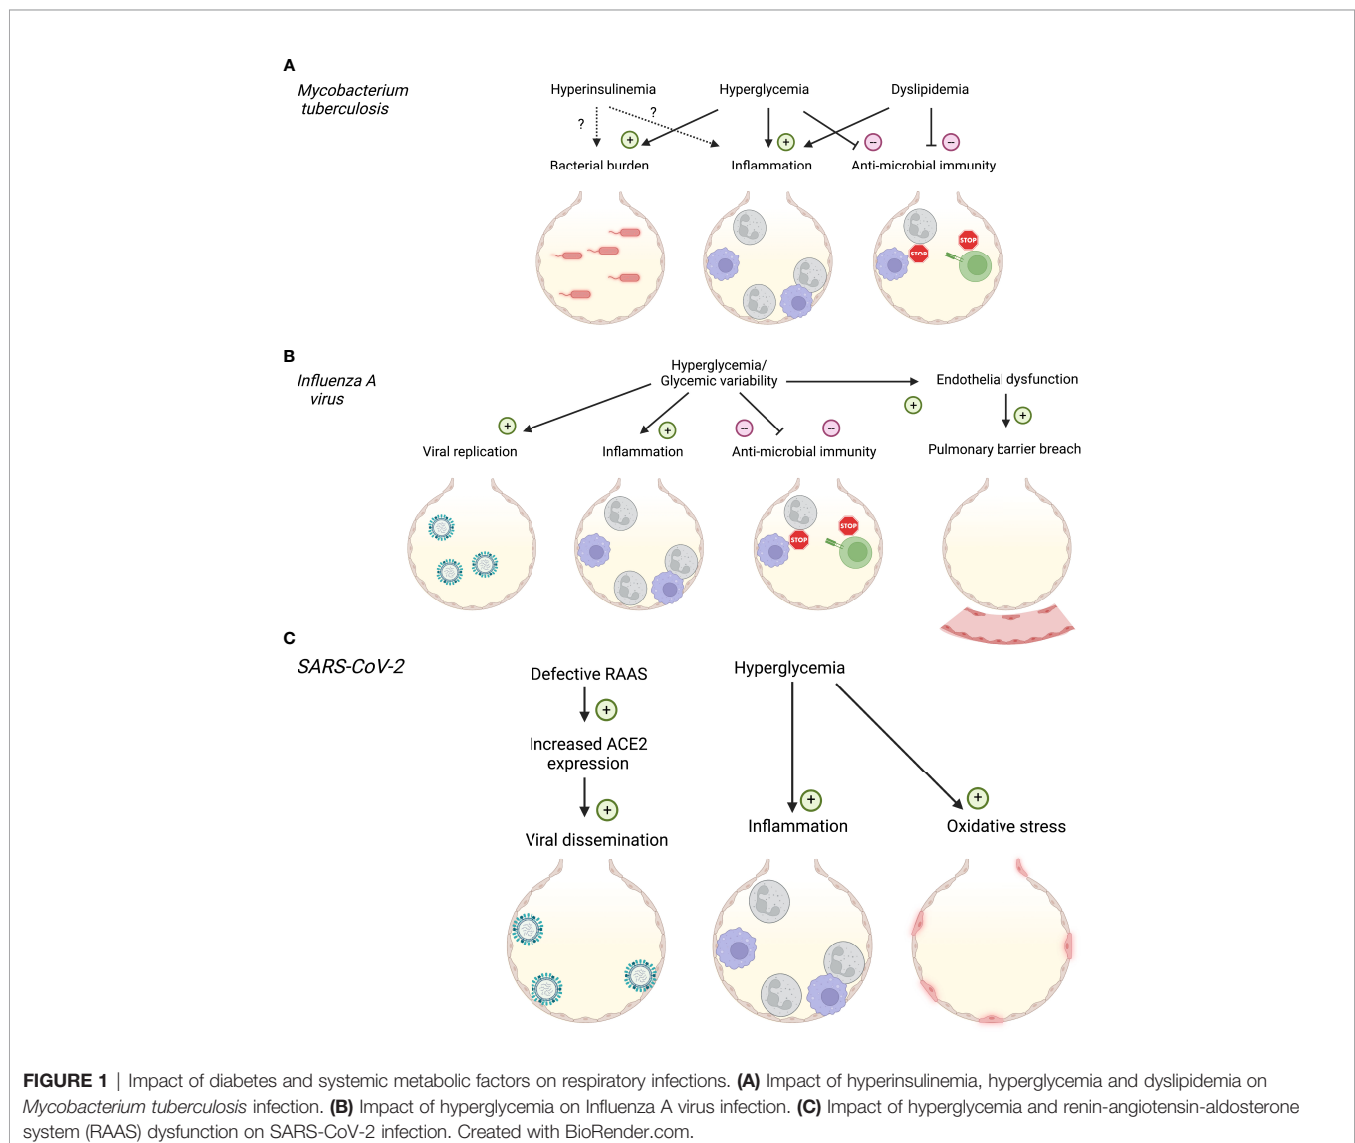 A
Mycobacterium
tuberculosis
Hyperinsulinemia Hyperglycemia Dyslipidemia
? ?
+ + -- --
Bacterial burden Inflammation Anti-microbial immunity
STOP
STOP
B
Influenza A
virus
Hyperglycemia/
Glycemic variability
Endothelial dysfunction
+ + -- -- + +
Viral replication Inflammation Anti-microbial immunity Pulmonary barrier breach
STOP
STOP
C
SARS-CoV-2
Defective RAAS Hyperglycemia
+
Increased ACE2
expression
+ + +
Viral dissemination Inflammation Oxidative stress
FIGURE 1 | Impact of diabetes and systemic metabolic factors on respiratory infections. (A) Impact of hyperinsulinemia, hyperglycemia and dyslipidemia on
Mycobacterium tuberculosis infection. (B) Impact of hyperglycemia on Influenza A virus infection. (C) Impact of hyperglycemia and renin-angiotensin-aldosterone
system (RAAS) dysfunction on SARS-CoV-2 infection. Created with BioRender.com.